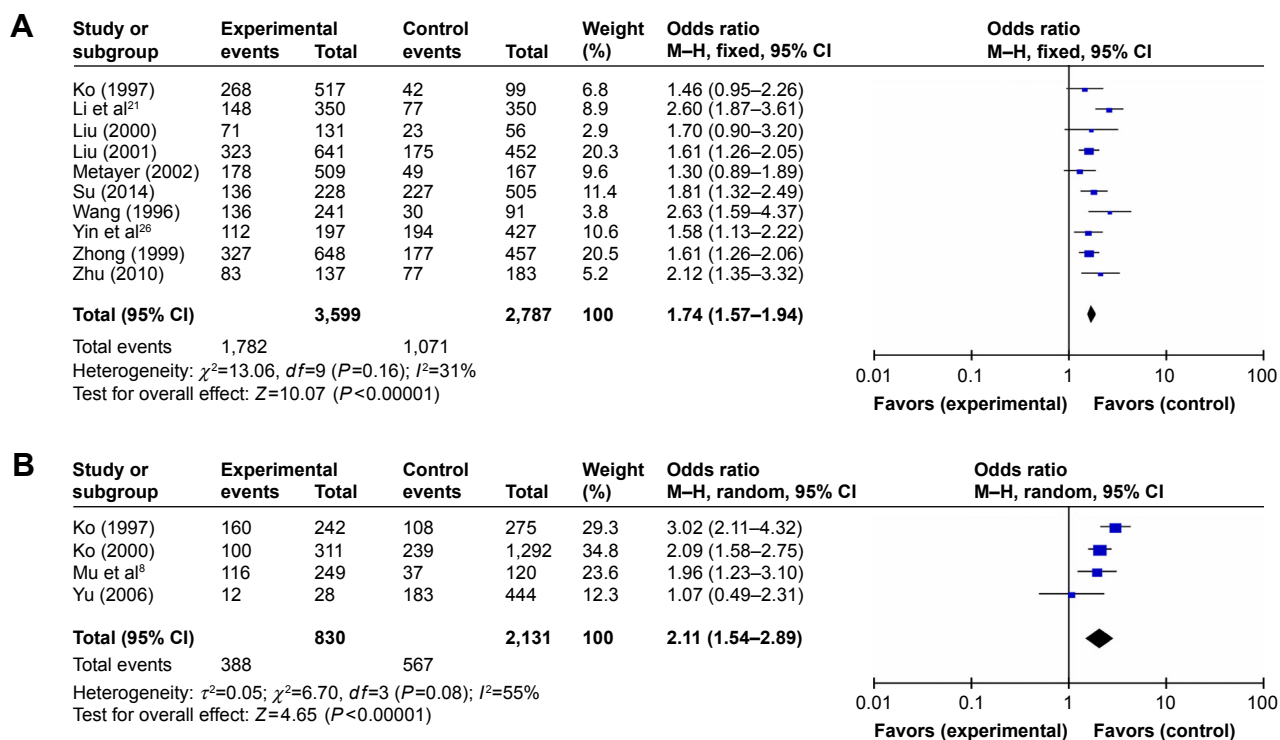 A
Study or subgroup Experimental events Total Control events Total Weight (%) Odds ratio M–H, fixed, 95% CI Odds ratio M–H, fixed, 95% CI
Ko (1997) 268 517 42 99 6.8 1.46 (0.95–2.26)
Li et al²¹ 148 350 77 350 8.9 2.60 (1.87–3.61)
Liu (2000) 71 131 23 56 2.9 1.70 (0.90–3.20)
Liu (2001) 323 641 175 452 20.3 1.61 (1.26–2.05)
Metayer (2002) 178 509 49 167 9.6 1.30 (0.89–1.89)
Su (2014) 136 228 227 505 11.4 1.81 (1.32–2.49)
Wang (1996) 136 241 30 91 3.8 2.63 (1.59–4.37)
Yin et al²⁶ 112 197 194 427 10.6 1.58 (1.13–2.22)
Zhong (1999) 327 648 177 457 20.5 1.61 (1.26–2.06)
Zhu (2010) 83 137 77 183 5.2 2.12 (1.35–3.32)
Total (95% CI) 3,599 2,787 100 1.74 (1.57–1.94)
Total events 1,782 1,071
Heterogeneity: χ²=13.06, df=9 (P=0.16); I²=31%
Test for overall effect: Z=10.07 (P<0.00001)
0.01 0.1 1 10 100
Favors (experimental) Favors (control)
B
Study or subgroup Experimental events Total Control events Total Weight (%) Odds ratio M–H, random, 95% CI Odds ratio M–H, random, 95% CI
Ko (1997) 160 242 108 275 29.3 3.02 (2.11–4.32)
Ko (2000) 100 311 239 1,292 34.8 2.09 (1.58–2.75)
Mu et al⁸ 116 249 37 120 23.6 1.96 (1.23–3.10)
Yu (2006) 12 28 183 444 12.3 1.07 (0.49–2.31)
Total (95% CI) 830 2,131 100 2.11 (1.54–2.89)
Total events 388 567
Heterogeneity: τ²=0.05; χ²=6.70, df=3 (P=0.08); I²=55%
Test for overall effect: Z=4.65 (P<0.00001)
0.01 0.1 1 10 100
Favors (experimental) Favors (control)